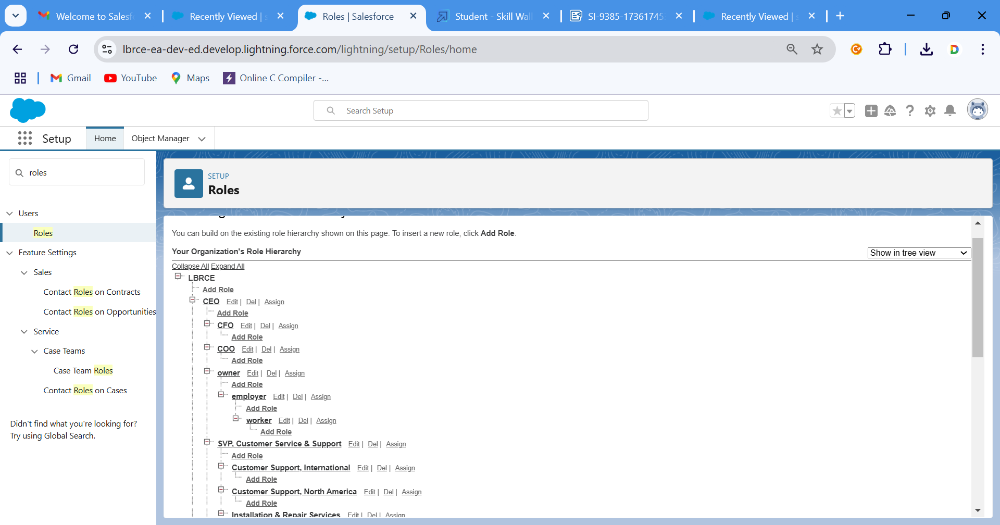 Welcome to Salesf
Recently Viewed |
Roles | Salesforce
Student - Skill Wall
SI-9385-17361745
Recently Viewed |
lbrce-ea-dev-ed.develop.lightning.force.com/lightning/setup/Roles/home
Gmail
YouTube
Maps
Online C Compiler -...
Search Setup
Setup
Home
Object Manager
roles
Users
Roles
Feature Settings
Sales
Contact Roles on Contracts
Contact Roles on Opportunities
Service
Case Teams
Case Team Roles
Contact Roles on Cases
Didn't find what you're looking for?
Try using Global Search.
SETUP
Roles
You can build on the existing role hierarchy shown on this page. To insert a new role, click Add Role.
Your Organization's Role Hierarchy
Show in tree view
Collapse All Expand All
LBRCE
Add Role
CEO Edit | Del | Assign
Add Role
CFO Edit | Del | Assign
Add Role
COO Edit | Del | Assign
Add Role
owner Edit | Del | Assign
Add Role
employer Edit | Del | Assign
Add Role
worker Edit | Del | Assign
Add Role
SVP, Customer Service & Support Edit | Del | Assign
Add Role
Customer Support, International Edit | Del | Assign
Add Role
Customer Support, North America Edit | Del | Assign
Add Role
Installation & Repair Services Edit | Del | Assign